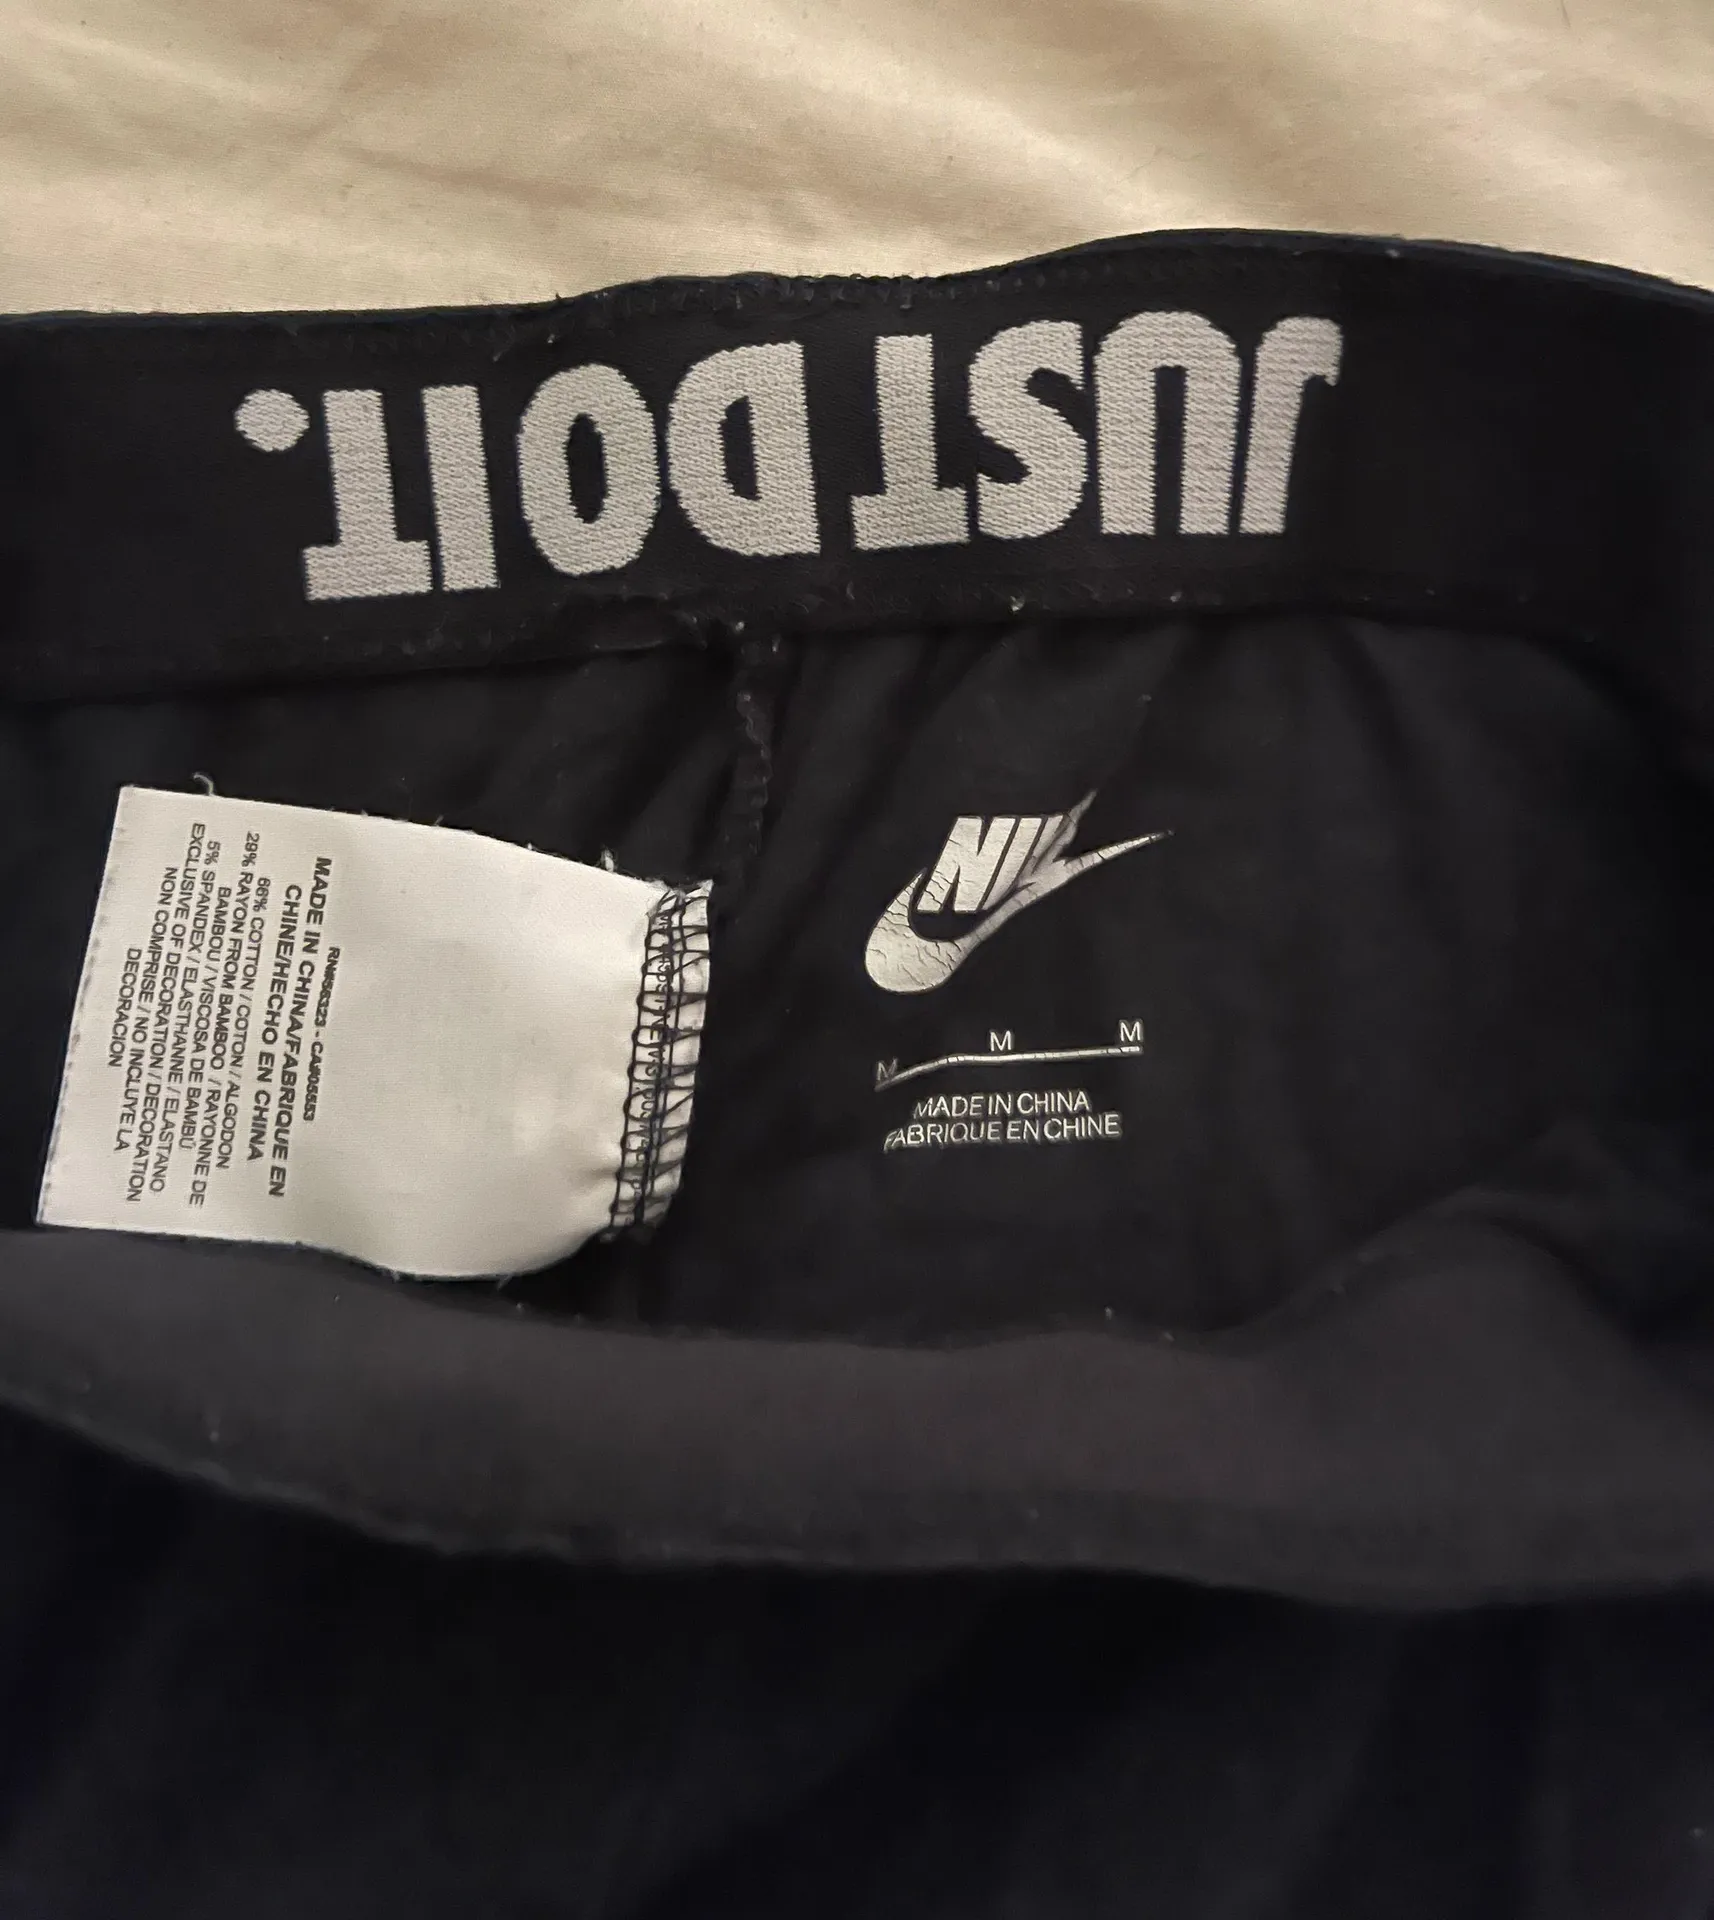 JUST DO IT.
NIKE
M M M
MADE IN CHINA
FABRIQUE EN CHINE
RN#56323 - CA#05553
MADE IN CHINA/FABRIQUE EN
CHINE/HECHO EN CHINA
66% COTTON / COTON / ALGODON
29% RAYON FROM BAMBOO / RAYONNE DE
BAMBOU / VISCOSA DE BAMBÚ
5% SPANDEX / ELASTHANNE / ELASTANO
EXCLUSIVE OF DECORATION / DECORATION
NON COMPRISE / NO INCLUYE LA
DECORACION